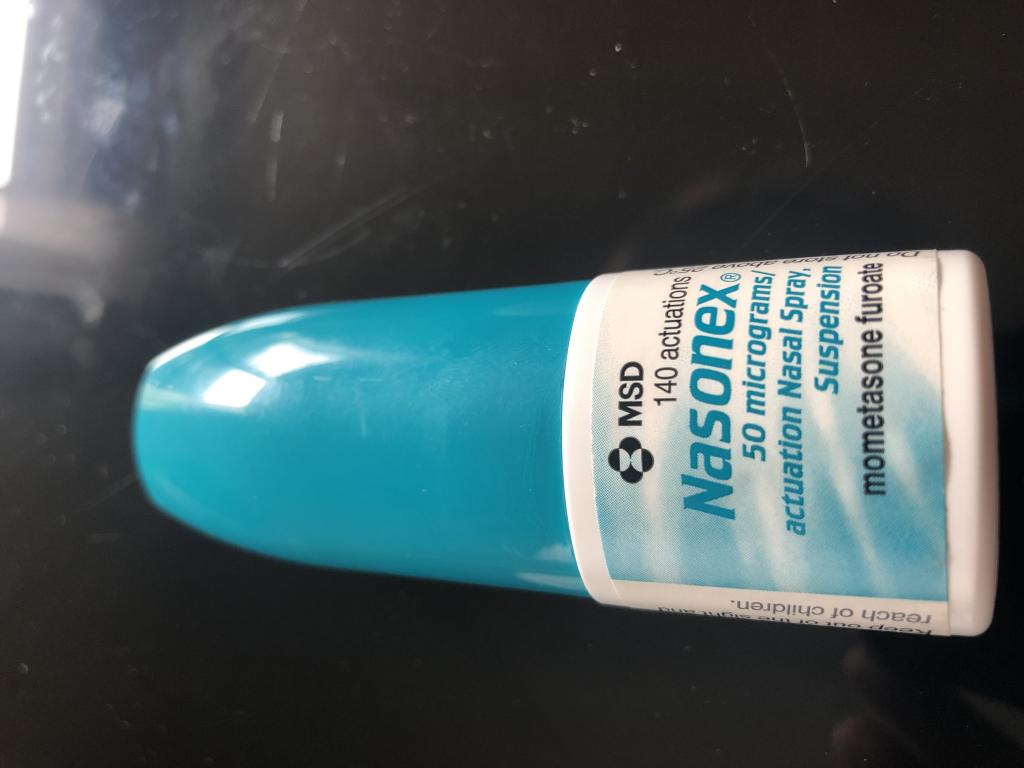 MSD
140 actuations
Nasonex®
50 micrograms/
actuation Nasal Spray,
Suspension
mometasone furoate
Do not store above 25°C
Keep out of the sight and
reach of children.